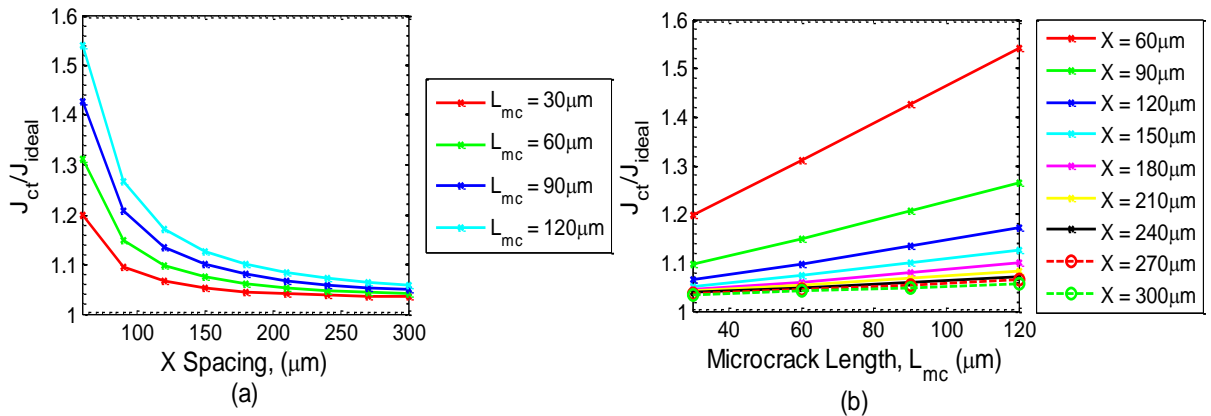 1.6
1.5
1.4
1.3
1.2
1.1
1
J_ct/J_ideal
100 150 200 250 300
X Spacing, (μm)
(a)
L_mc = 30μm
L_mc = 60μm
L_mc = 90μm
L_mc = 120μm
1.6
1.5
1.4
1.3
1.2
1.1
1
J_ct/J_ideal
40 60 80 100 120
Microcrack Length, L_mc (μm)
(b)
X = 60μm
X = 90μm
X = 120μm
X = 150μm
X = 180μm
X = 210μm
X = 240μm
X = 270μm
X = 300μm